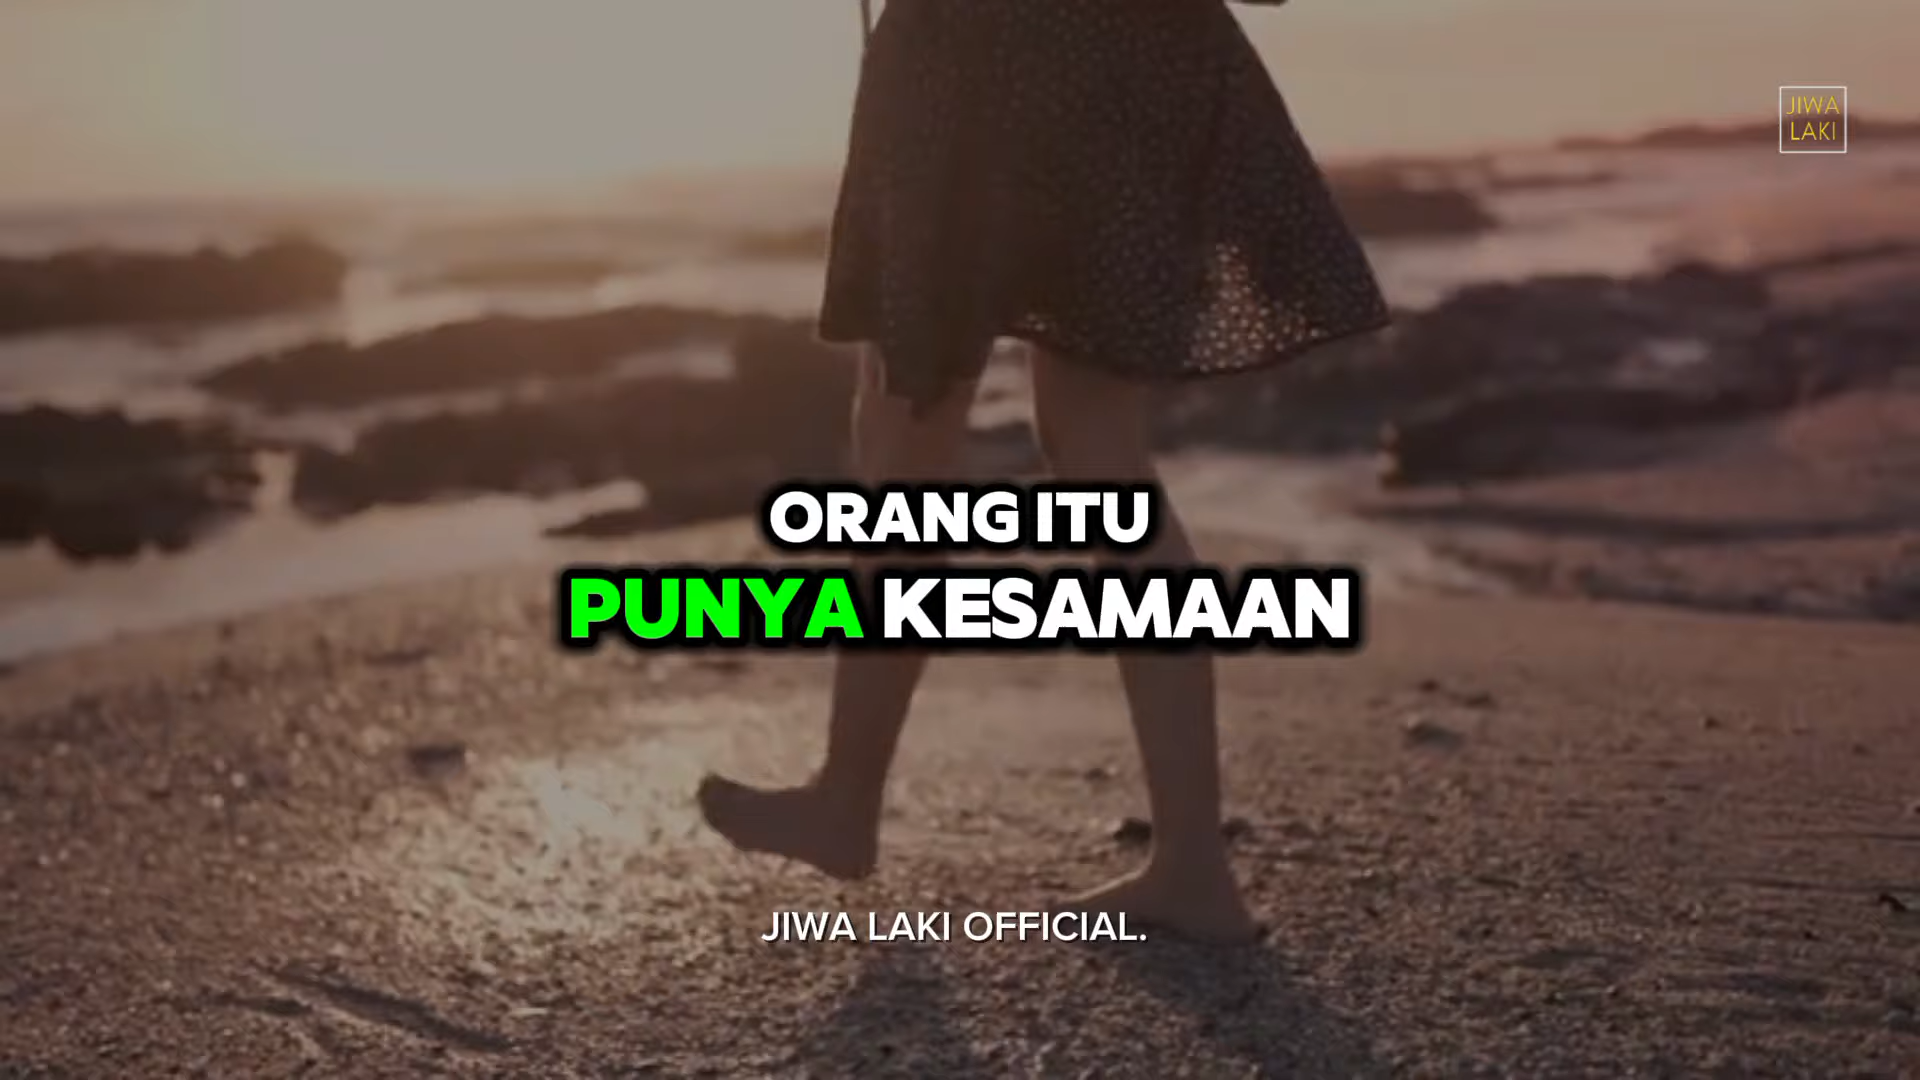 JIWA
LAKI
ORANG ITU
PUNYA KESAMAAN
JIWA LAKI OFFICIAL.